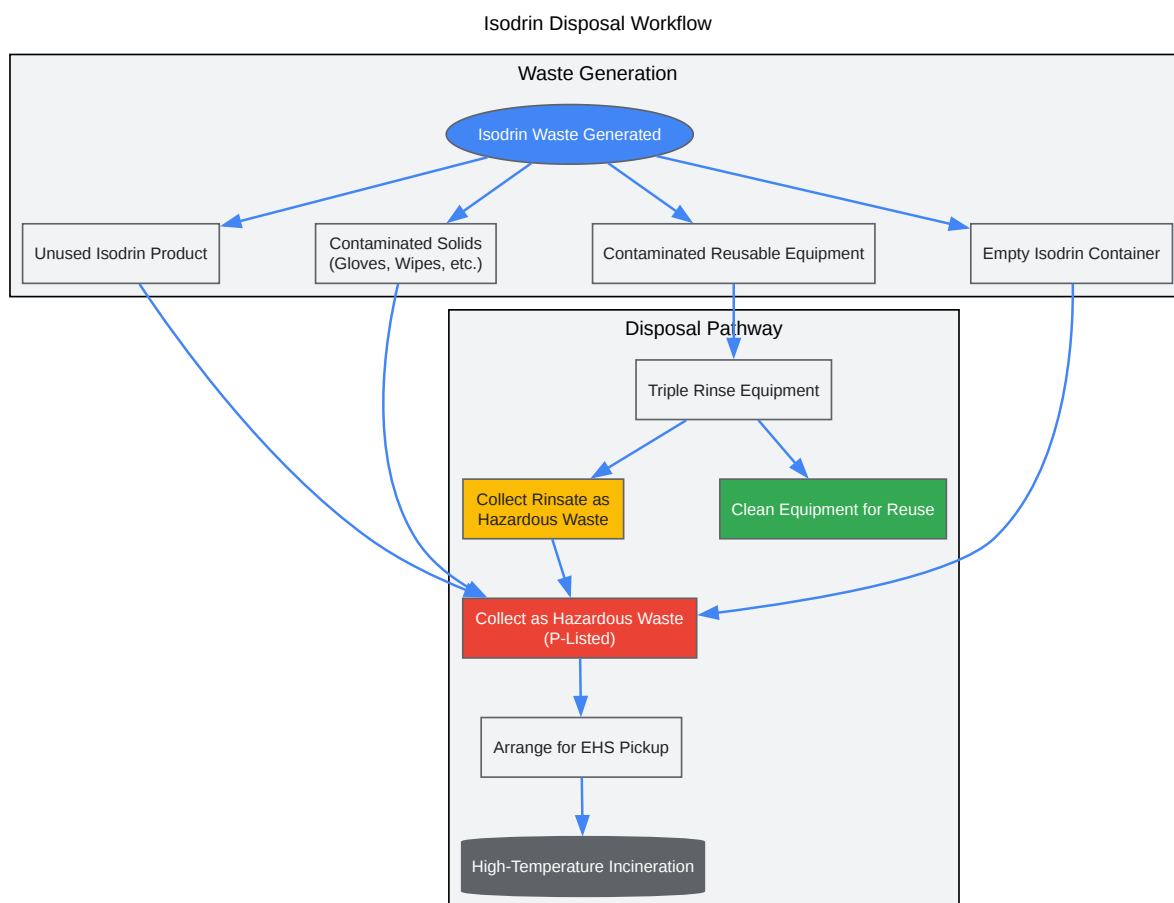 Isodrin Disposal Workflow
Waste Generation
Isodrin Waste Generated
Unused Isodrin Product
Contaminated Solids
(Gloves, Wipes, etc.)
Contaminated Reusable Equipment
Empty Isodrin Container
Disposal Pathway
Triple Rinse Equipment
Collect Rinsate as
Hazardous Waste
Clean Equipment for Reuse
Collect as Hazardous Waste
(P-Listed)
Arrange for EHS Pickup
High-Temperature Incineration